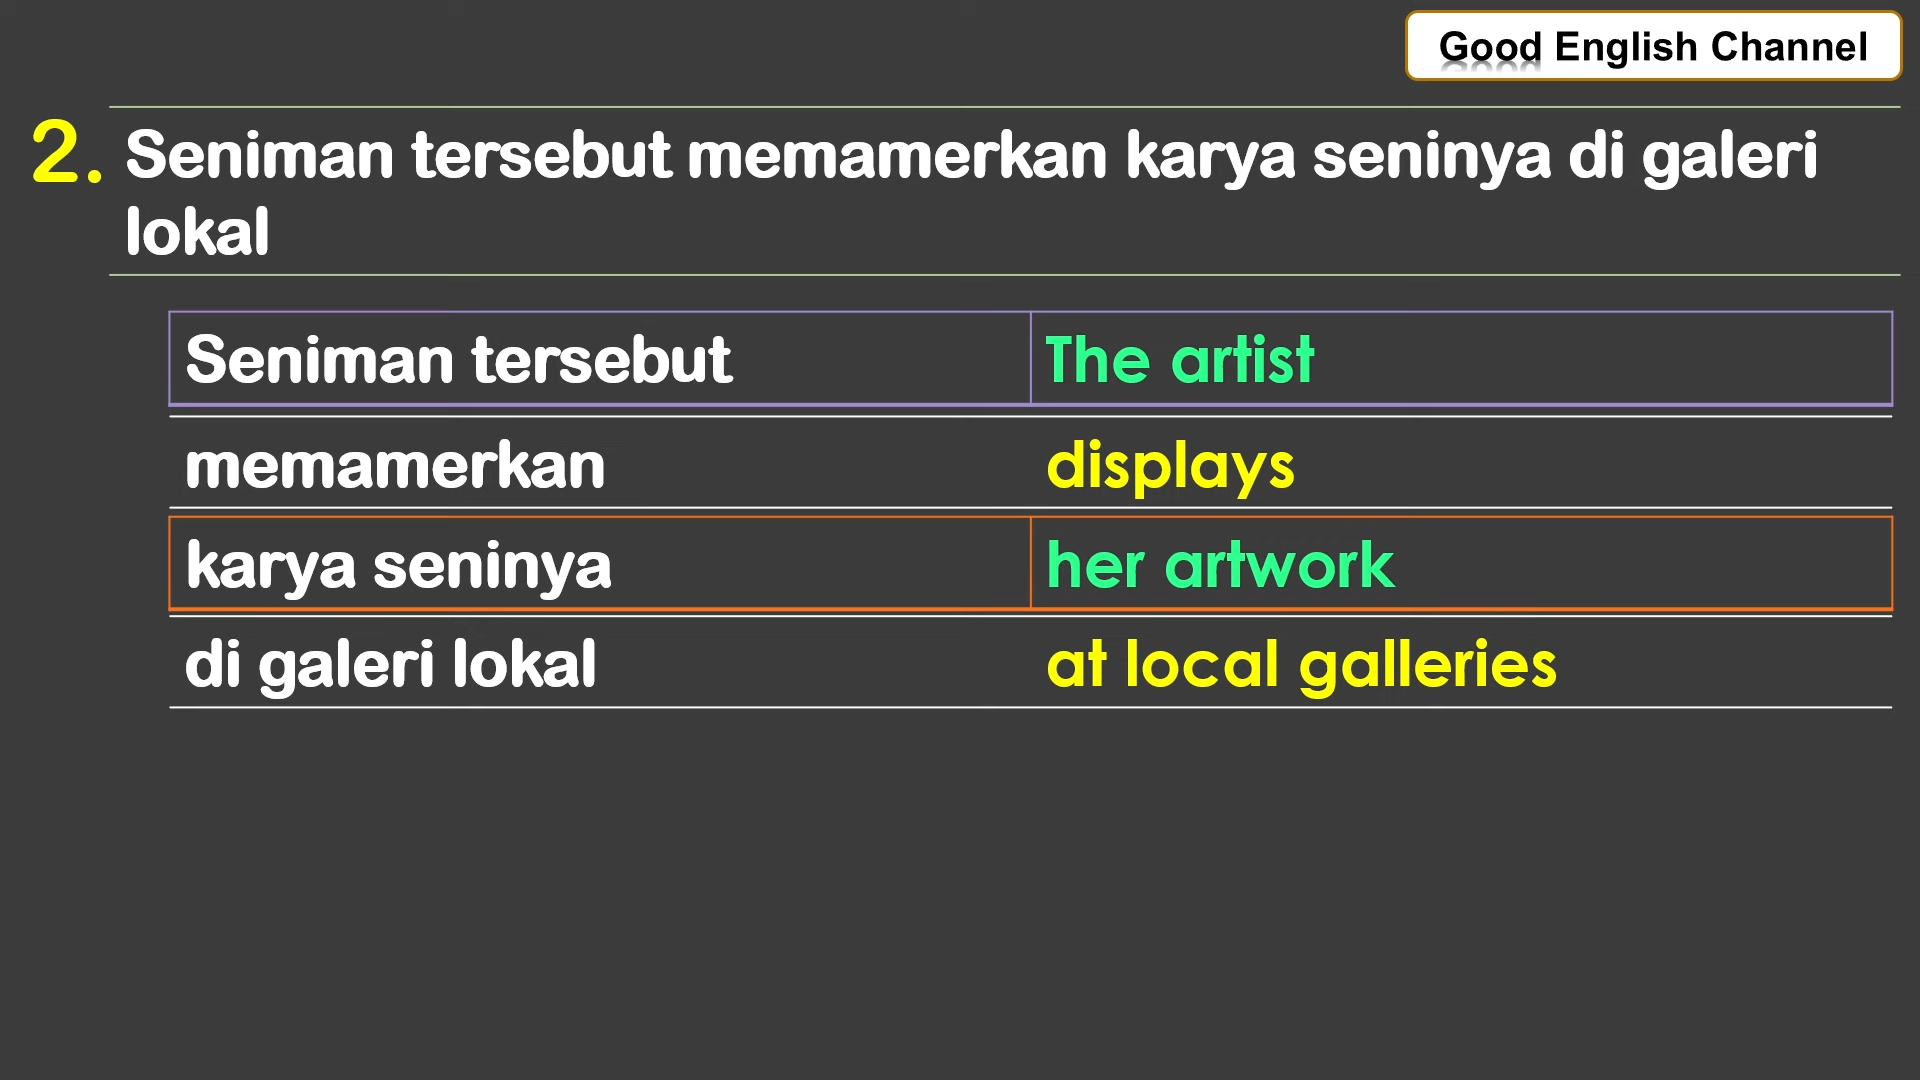 Good English Channel
2. Seniman tersebut memamerkan karya seninya di galeri
lokal
Seniman tersebut The artist
memamerkan displays
karya seninya her artwork
di galeri lokal at local galleries